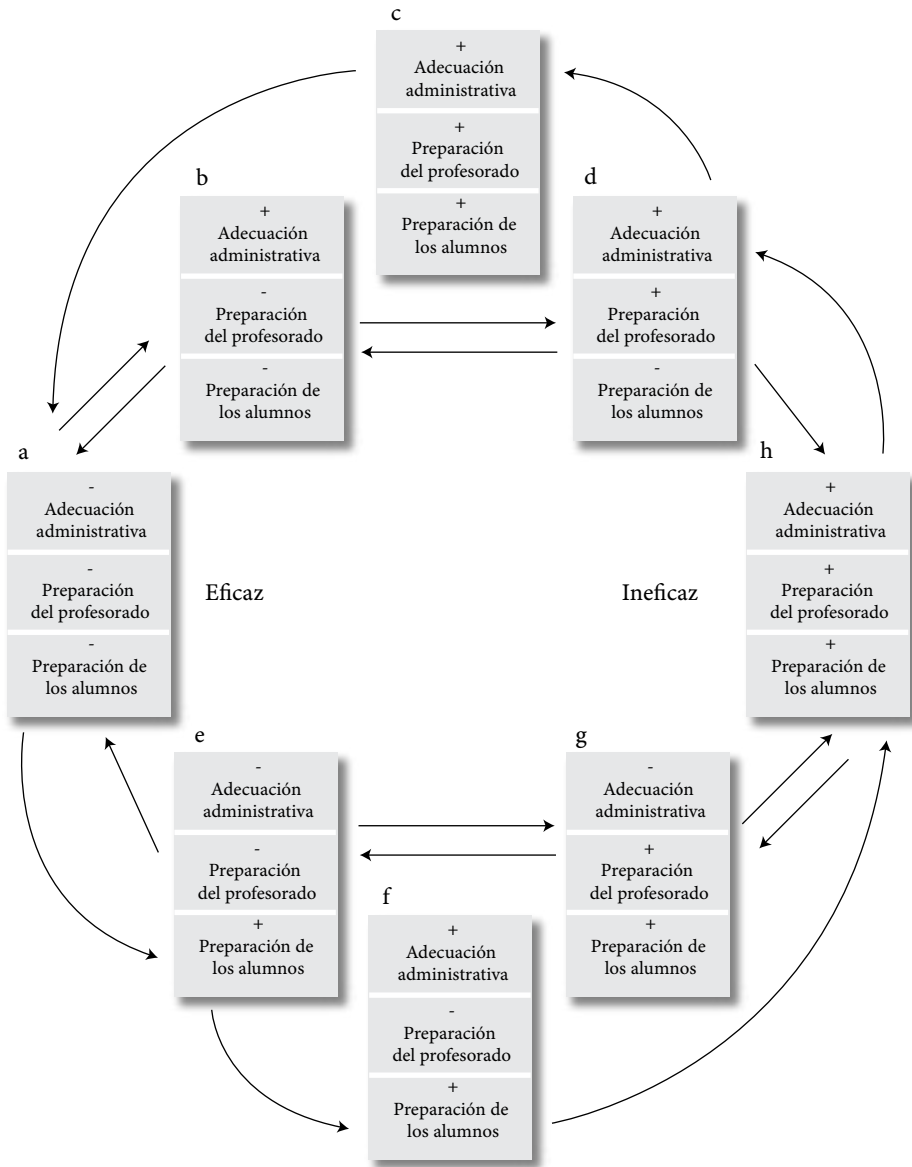 c
+
Adecuación
administrativa
+
Preparación
del profesorado
+
Preparación de
los alumnos
b
+
Adecuación
administrativa
-
Preparación
del profesorado
-
Preparación de
los alumnos
d
+
Adecuación
administrativa
+
Preparación
del profesorado
-
Preparación de
los alumnos
a
-
Adecuación
administrativa
-
Preparación
del profesorado
-
Preparación de
los alumnos
Eficaz
Ineficaz
h
+
Adecuación
administrativa
+
Preparación
del profesorado
+
Preparación de
los alumnos
e
-
Adecuación
administrativa
-
Preparación
del profesorado
+
Preparación de
los alumnos
g
-
Adecuación
administrativa
+
Preparación
del profesorado
+
Preparación de
los alumnos
f
+
Adecuación
administrativa
-
Preparación
del profesorado
+
Preparación de
los alumnos